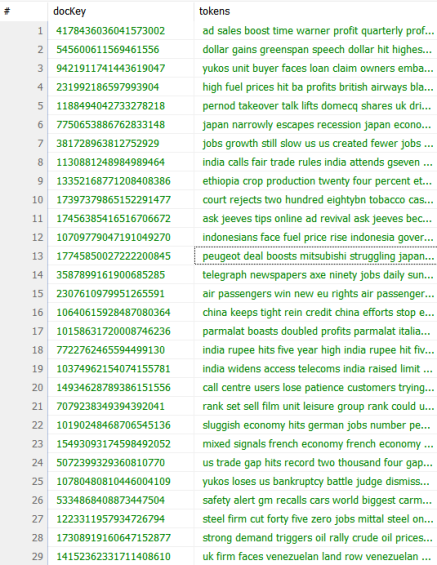 # docKey tokens
1 4178436036041573002 ad sales boost time warner profit quarterly prof...
2 545600611569461556 dollar gains greenspan speech dollar hit highes...
3 9421911741443619047 yukos unit buyer faces loan claim owners emba...
4 231992186597993904 high fuel prices hit ba profits british airways bla...
5 1188494042733278218 pernod takeover talk lifts domecq shares uk dri...
6 7750653886762833148 japan narrowly escapes recession japan econo...
7 381728963812752929 jobs growth still slow us us created fewer jobs ...
8 1130881248984989464 india calls fair trade rules india attends gseven ...
9 13352168771208408386 ethiopia crop production twenty four percent et...
10 17397379865152291477 court rejects two hundred eightybn tobacco cas...
11 17456385416516706672 ask jeeves tips online ad revival ask jeeves bec...
12 10709779047191049270 indonesians face fuel price rise indonesia gover...
13 17745850027222200845 peugeot deal boosts mitsubishi struggling japan...
14 3587899161900685285 telegraph newspapers axe ninety jobs daily sun...
15 2307610979951265591 air passengers win new eu rights air passenger...
16 10640615928487080364 china keeps tight rein credit china efforts stop e...
17 10158631720008746236 parmalat boasts doubled profits parmalat italia...
18 7722762465594499130 india rupee hits five year high india rupee hit fiv...
19 10374962154074155781 india widens access telecoms india raised limit ...
20 14934628789386151556 call centre users lose patience customers trying...
21 7079238349394392041 rank set sell film unit leisure group rank could u...
22 10190248468706545136 sluggish economy hits german jobs number pe...
23 15493093174598492052 mixed signals french economy french economy ...
24 5072399329360810770 us trade gap hits record two thousand four gap...
25 10780480810446004109 yukos loses us bankruptcy battle judge dismiss...
26 5334868408873447504 safety alert gm recalls cars world biggest carm...
27 1223311957934726794 steel firm cut forty five zero jobs mittal steel on...
28 17308919160647152877 strong demand triggers oil rally crude oil prices...
29 14152362331711408610 uk firm faces venezuelan land row venezuelan ...